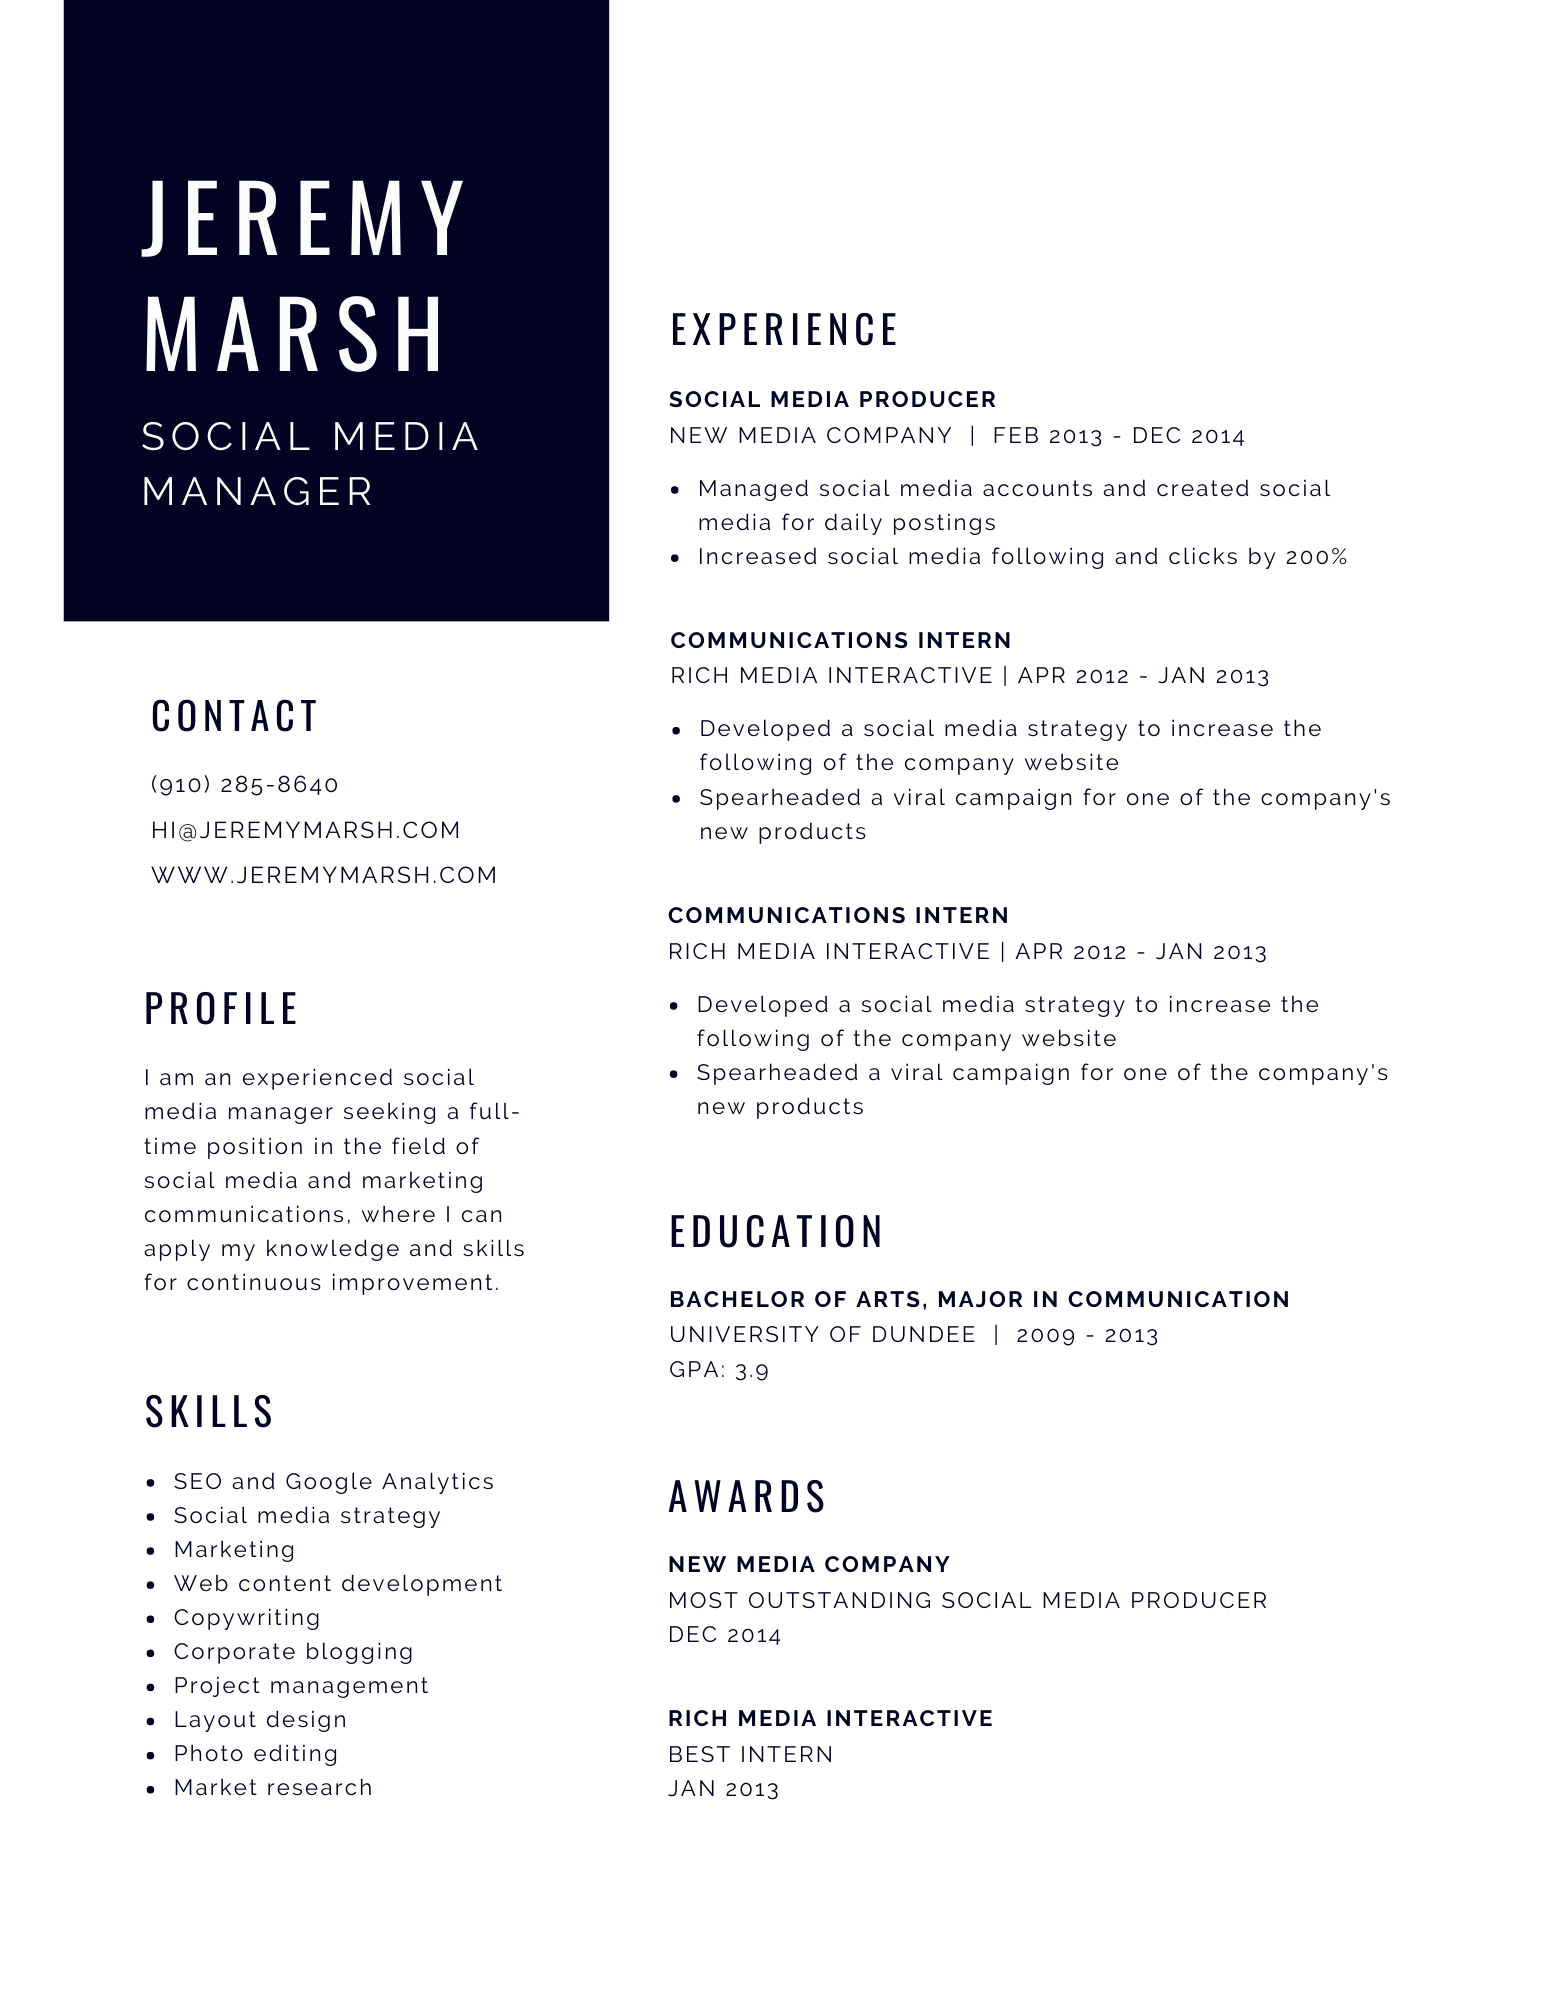 JEREMY
MARSH
SOCIAL MEDIA
MANAGER
CONTACT
(910) 285-8640
HI@JEREMYMARSH.COM
WWW.JEREMYMARSH.COM
PROFILE
I am an experienced social
media manager seeking a full-
time position in the field of
social media and marketing
communications, where I can
apply my knowledge and skills
for continuous improvement.
SKILLS
• SEO and Google Analytics
• Social media strategy
• Marketing
• Web content development
• Copywriting
• Corporate blogging
• Project management
• Layout design
• Photo editing
• Market research
EXPERIENCE
SOCIAL MEDIA PRODUCER
NEW MEDIA COMPANY | FEB 2013 - DEC 2014
• Managed social media accounts and created social
media for daily postings
• Increased social media following and clicks by 200%
COMMUNICATIONS INTERN
RICH MEDIA INTERACTIVE | APR 2012 - JAN 2013
• Developed a social media strategy to increase the
following of the company website
• Spearheaded a viral campaign for one of the company's
new products
COMMUNICATIONS INTERN
RICH MEDIA INTERACTIVE | APR 2012 - JAN 2013
• Developed a social media strategy to increase the
following of the company website
• Spearheaded a viral campaign for one of the company's
new products
EDUCATION
BACHELOR OF ARTS, MAJOR IN COMMUNICATION
UNIVERSITY OF DUNDEE | 2009 - 2013
GPA: 3.9
AWARDS
NEW MEDIA COMPANY
MOST OUTSTANDING SOCIAL MEDIA PRODUCER
DEC 2014
RICH MEDIA INTERACTIVE
BEST INTERN
JAN 2013